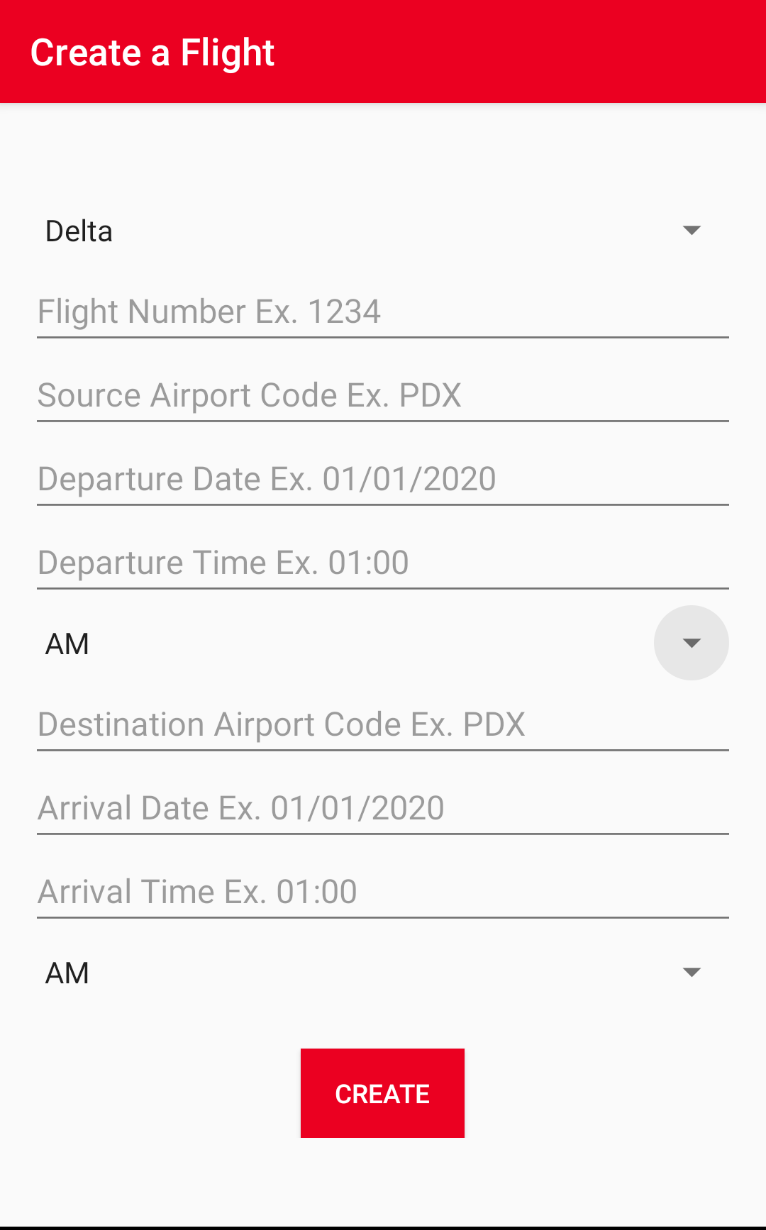 Create a Flight
Delta
Flight Number Ex. 1234
Source Airport Code Ex. PDX
Departure Date Ex. 01/01/2020
Departure Time Ex. 01:00
AM
Destination Airport Code Ex. PDX
Arrival Date Ex. 01/01/2020
Arrival Time Ex. 01:00
AM
CREATE